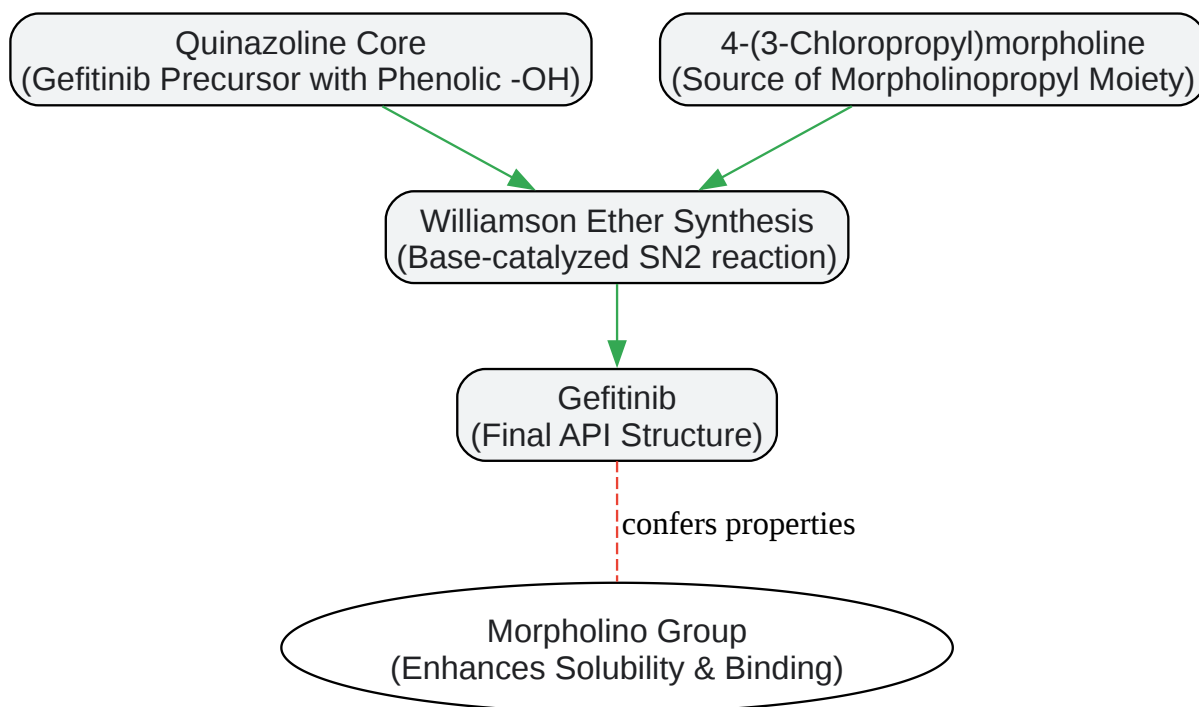 Quinazoline Core
(Gefitinib Precursor with Phenolic -OH)
4-(3-Chloropropyl)morpholine
(Source of Morpholinopropyl Moiety)
Williamson Ether Synthesis
(Base-catalyzed SN2 reaction)
Gefitinib
(Final API Structure)
confers properties
Morpholino Group
(Enhances Solubility & Binding)